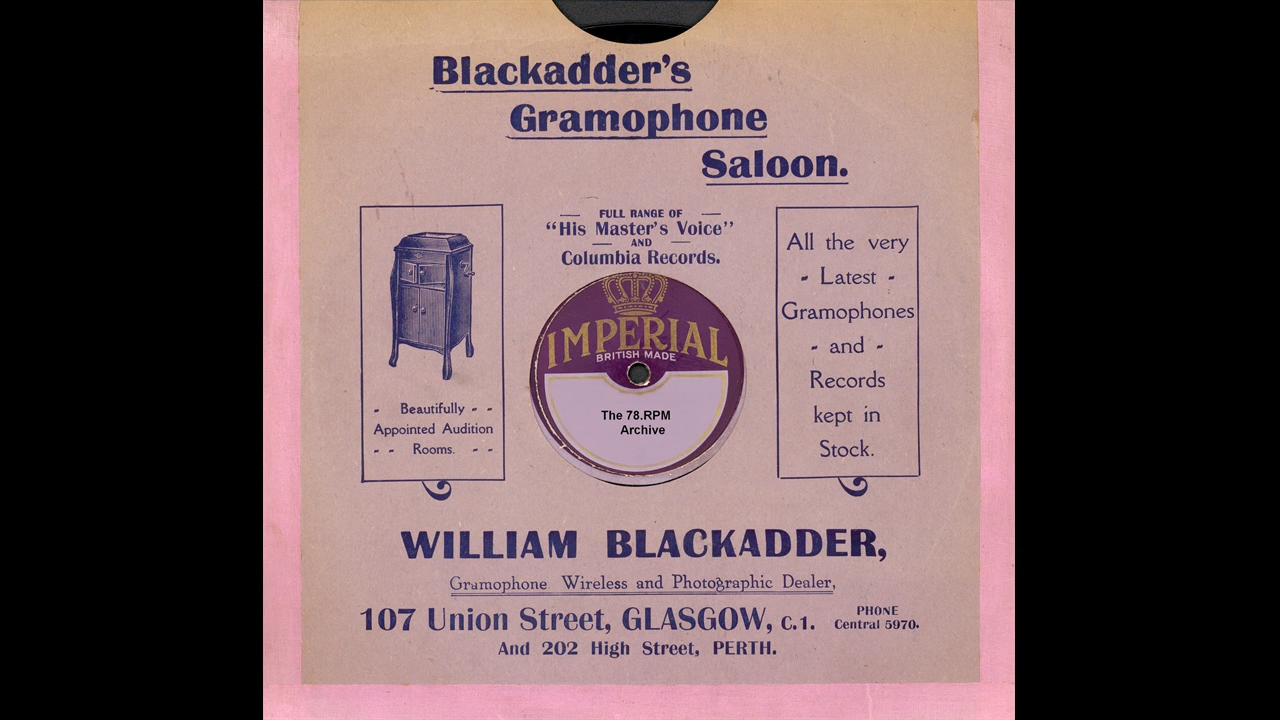 Blackadder's
Gramophone
Saloon.
FULL RANGE OF
"His Master's Voice"
AND
Columbia Records.
- Beautifully - -
Appointed Audition
- - Rooms. - -
IMPERIAL
BRITISH MADE
The 78.RPM
Archive
All the very
- Latest -
Gramophones
- and -
Records
kept in
Stock.
WILLIAM BLACKADDER,
Gramophone Wireless and Photographic Dealer,
107 Union Street, GLASGOW, C.1.
PHONE
Central 5970.
And 202 High Street, PERTH.